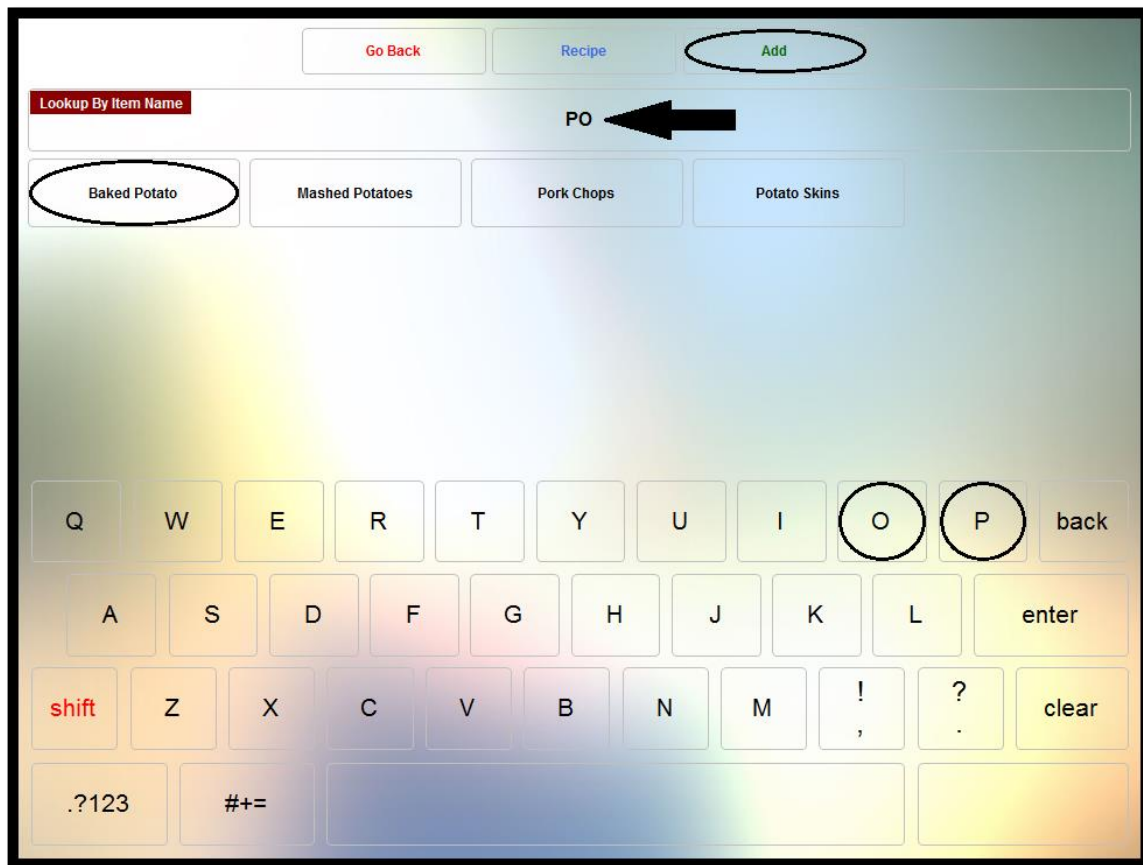 Go Back Recipe Add
Lookup By Item Name
PO
Baked Potato Mashed Potatoes Pork Chops Potato Skins
Q W E R T Y U I O P back
A S D F G H J K L enter
shift Z X C V B N M ! , ? . clear
.?123 #+=